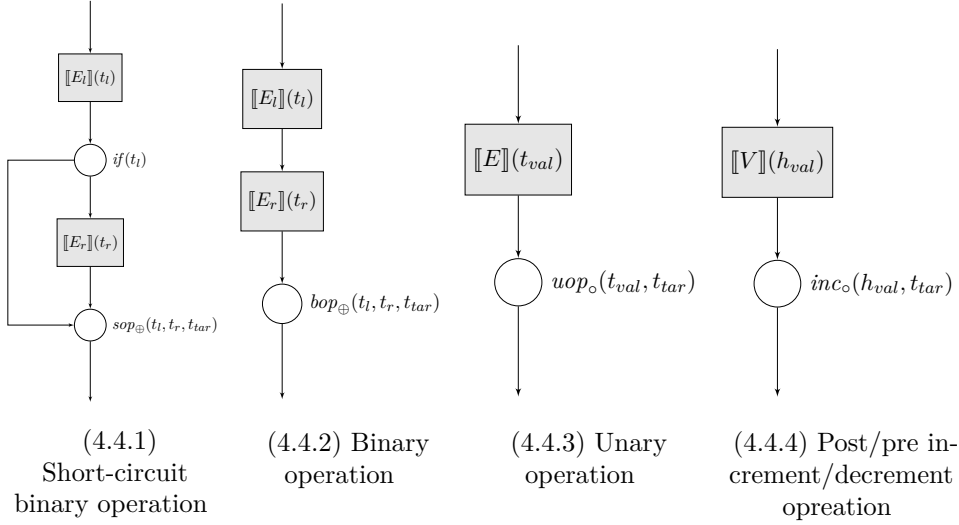 ⟦E_l⟧(t_l)
if(t_l)
⟦E_r⟧(t_r)
sop_⊕(t_l, t_r, t_tar)
(4.4.1)
Short-circuit
binary operation
⟦E_l⟧(t_l)
⟦E_r⟧(t_r)
bop_⊕(t_l, t_r, t_tar)
(4.4.2) Binary
operation
⟦E⟧(t_val)
uop_∘(t_val, t_tar)
(4.4.3) Unary
operation
⟦V⟧(h_val)
inc_∘(h_val, t_tar)
(4.4.4) Post/pre in-
crement/decrement
opreation